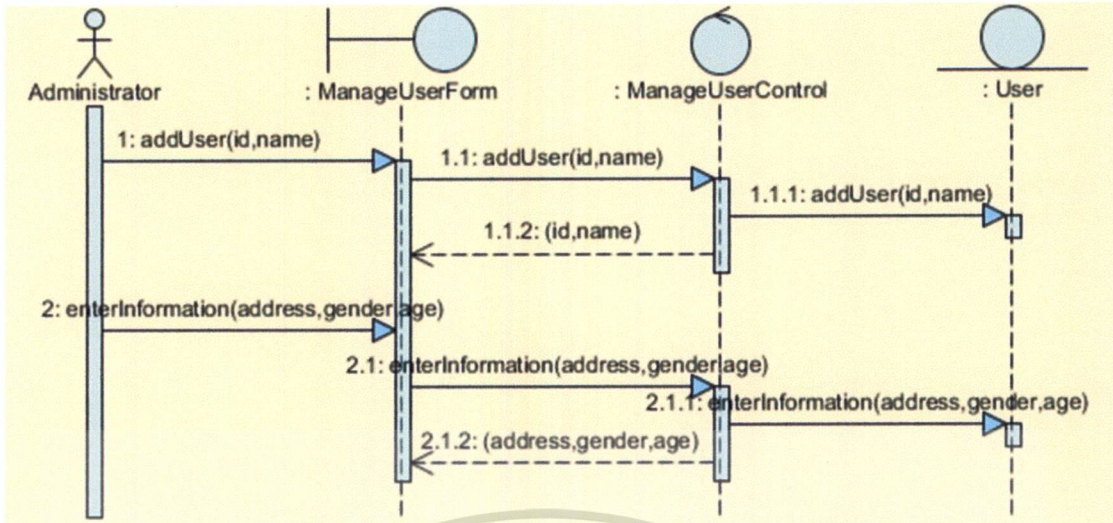 Administrator
: ManageUserForm
: ManageUserControl
: User
1: addUser(id,name)
1.1: addUser(id,name)
1.1.1: addUser(id,name)
1.1.2: (id,name)
2: enterInformation(address,gender,age)
2.1: enterInformation(address,gender,age)
2.1.1: enterInformation(address,gender,age)
2.1.2: (address,gender,age)